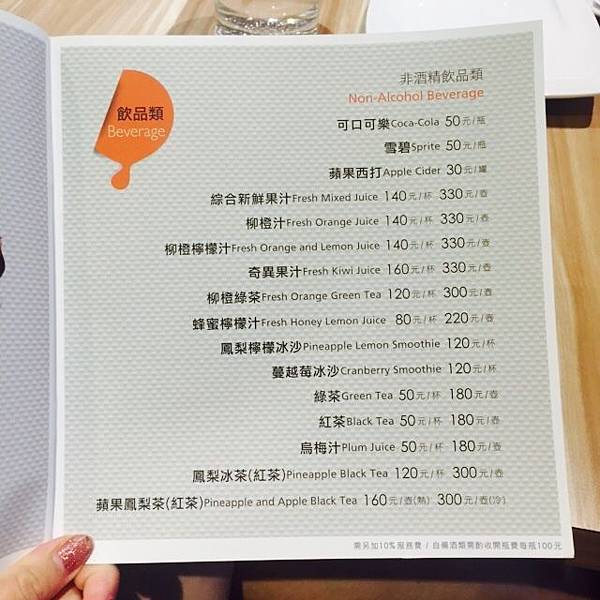 飲品類
Beverage
非酒精飲品類
Non-Alcohol Beverage
可口可樂Coca-Cola 50元/瓶
雪碧Sprite 50元/瓶
蘋果西打Apple Cider 30元/罐
綜合新鮮果汁Fresh Mixed Juice 140元/杯 330元/壺
柳橙汁Fresh Orange Juice 140元/杯 330元/壺
柳橙檸檬汁Fresh Orange and Lemon Juice 140元/杯 330元/壺
奇異果汁Fresh Kiwi Juice 160元/杯 330元/壺
柳橙綠茶Fresh Orange Green Tea 120元/杯 300元/壺
蜂蜜檸檬汁Fresh Honey Lemon Juice 80元/杯 220元/壺
鳳梨檸檬冰沙Pineapple Lemon Smoothie 120元/杯
蔓越莓冰沙Cranberry Smoothie 120元/杯
綠茶Green Tea 50元/杯 180元/壺
紅茶Black Tea 50元/杯 180元/壺
烏梅汁Plum Juice 50元/杯 180元/壺
鳳梨冰茶(紅茶)Pineapple Black Tea 120元/杯 300元/壺
蘋果鳳梨茶(紅茶)Pineapple and Apple Black Tea 160元/壺(熱) 300元/壺(冷)
需另加10%服務費 / 自備酒類需酌收開瓶費每瓶100元